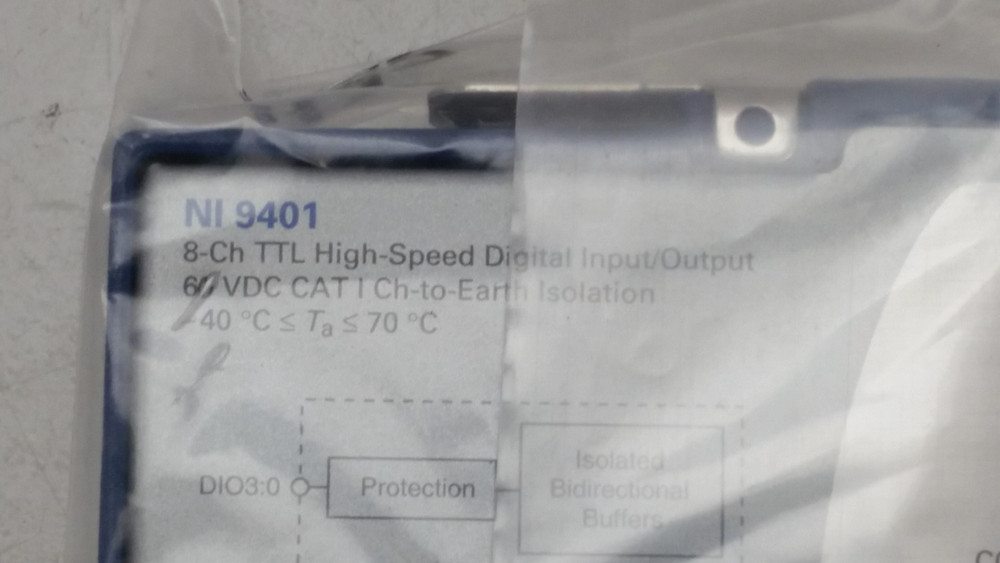 NI 9401
8-Ch TTL High-Speed Digital Input/Output
60 VDC CAT I Ch-to-Earth Isolation
-40 °C ≤ Ta ≤ 70 °C
DIO3:0
Protection
Isolated
Bidirectional
Buffers